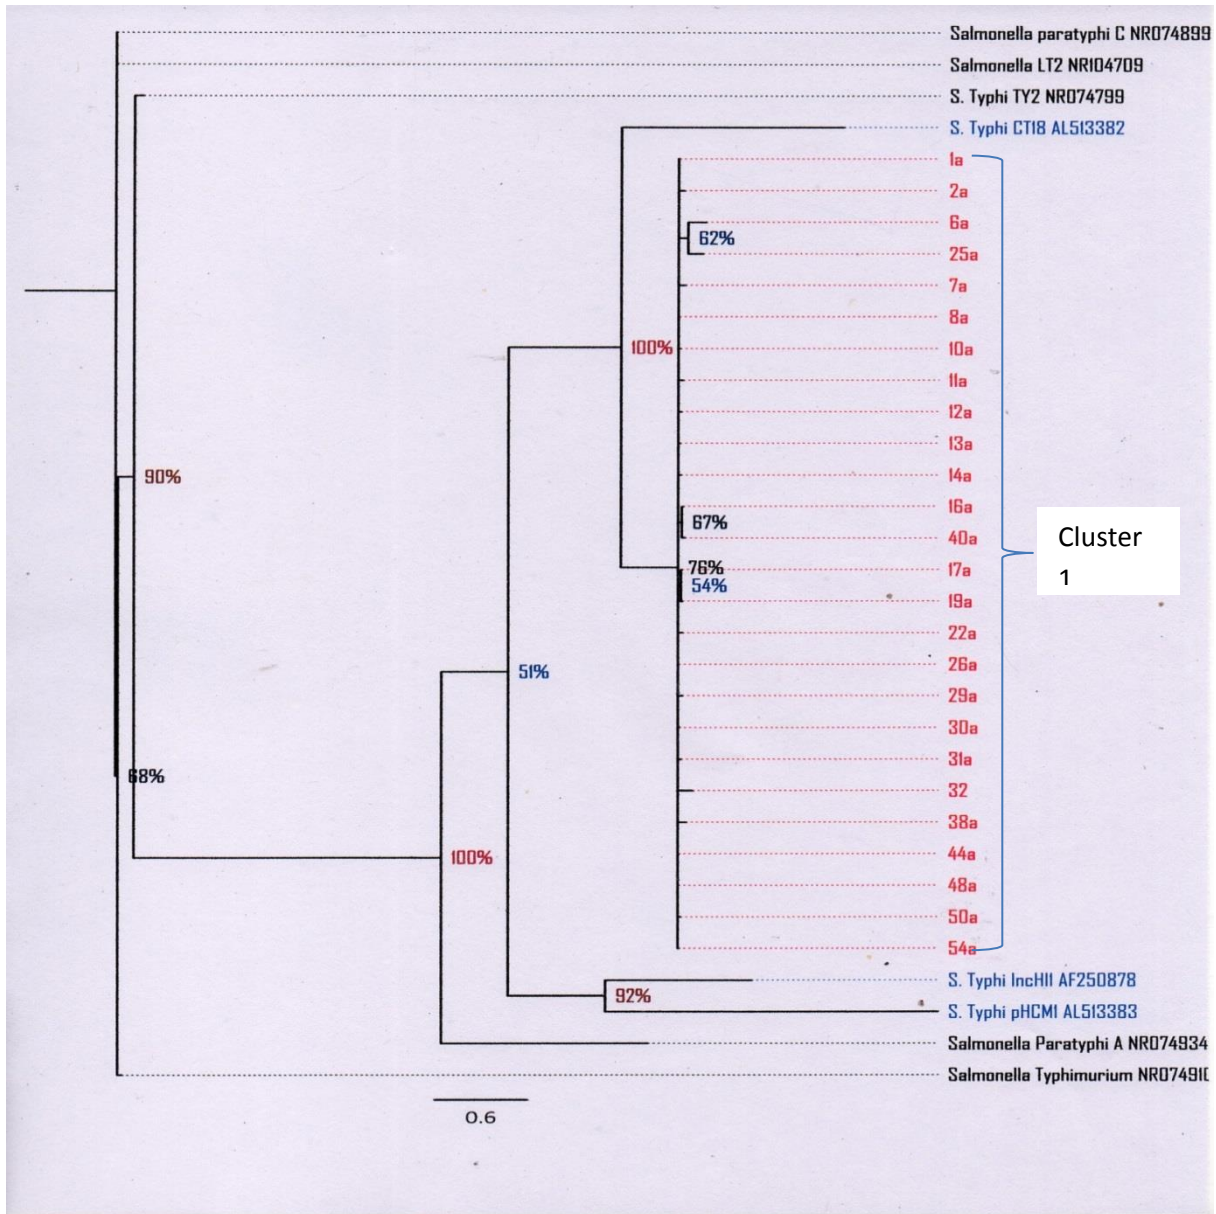 Salmonella paratyphi C NR074899
Salmonella LT2 NR104709
S. Typhi TY2 NR074799
S. Typhi CT18 AL513382
1a
2a
6a
62%
25a
7a
8a
100%
10a
11a
12a
13a
14a
90%
16a
67%
40a
Cluster
1
76%
17a
54%
19a
22a
26a
51%
29a
30a
31a
68%
32
38a
44a
100%
48a
50a
54a
S. Typhi IncHI1 AF250878
92%
S. Typhi pHCM1 AL513383
Salmonella Paratyphi A NR074934
Salmonella Typhimurium NR07491
0.6